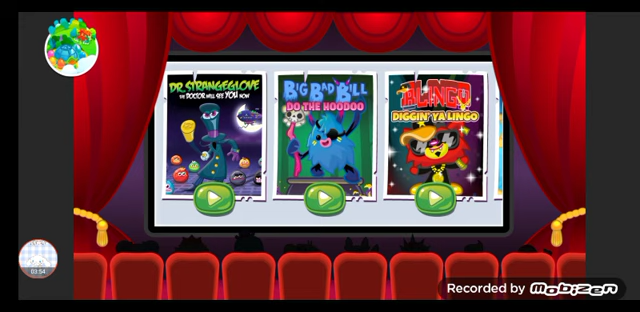 DR. STRANGEGLOVE
THE DOCTOR WILL SEE YOU NOW
BIG BAD BILL
DO THE HOODOO
BLINGO
DIGGIN' YA LINGO
03:54
Recorded by Mobizen